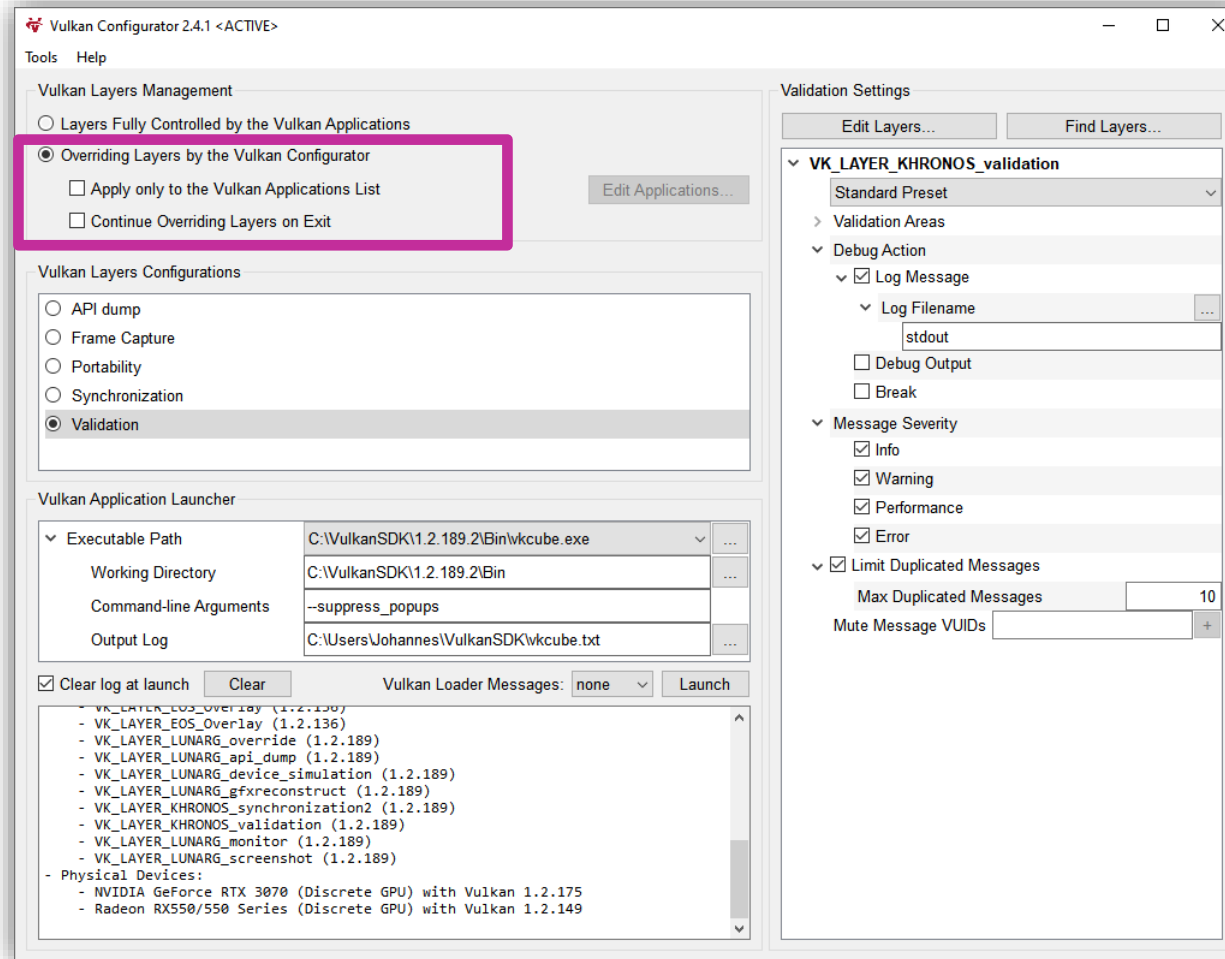 Vulkan Configurator 2.4.1 <ACTIVE>
Tools Help
Vulkan Layers Management
Layers Fully Controlled by the Vulkan Applications
Overriding Layers by the Vulkan Configurator
Apply only to the Vulkan Applications List
Edit Applications...
Continue Overriding Layers on Exit
Vulkan Layers Configurations
API dump
Frame Capture
Portability
Synchronization
Validation
Vulkan Application Launcher
Executable Path C:\VulkanSDK\1.2.189.2\Bin\vkcube.exe ...
Working Directory C:\VulkanSDK\1.2.189.2\Bin ...
Command-line Arguments --suppress_popups
Output Log C:\Users\Johannes\VulkanSDK\vkcube.txt ...
Clear log at launch Clear Vulkan Loader Messages: none Launch
- VK_LAYER_EOS_Overlay (1.2.136)
- VK_LAYER_EOS_Overlay (1.2.136)
- VK_LAYER_LUNARG_override (1.2.189)
- VK_LAYER_LUNARG_api_dump (1.2.189)
- VK_LAYER_LUNARG_device_simulation (1.2.189)
- VK_LAYER_LUNARG_gfxreconstruct (1.2.189)
- VK_LAYER_KHRONOS_synchronization2 (1.2.189)
- VK_LAYER_KHRONOS_validation (1.2.189)
- VK_LAYER_LUNARG_monitor (1.2.189)
- VK_LAYER_LUNARG_screenshot (1.2.189)
- Physical Devices:
- NVIDIA GeForce RTX 3070 (Discrete GPU) with Vulkan 1.2.175
- Radeon RX550/550 Series (Discrete GPU) with Vulkan 1.2.149
Validation Settings
Edit Layers... Find Layers...
VK_LAYER_KHRONOS_validation
Standard Preset
Validation Areas
Debug Action
Log Message
Log Filename ...
stdout
Debug Output
Break
Message Severity
Info
Warning
Performance
Error
Limit Duplicated Messages
Max Duplicated Messages 10
Mute Message VUIDs +